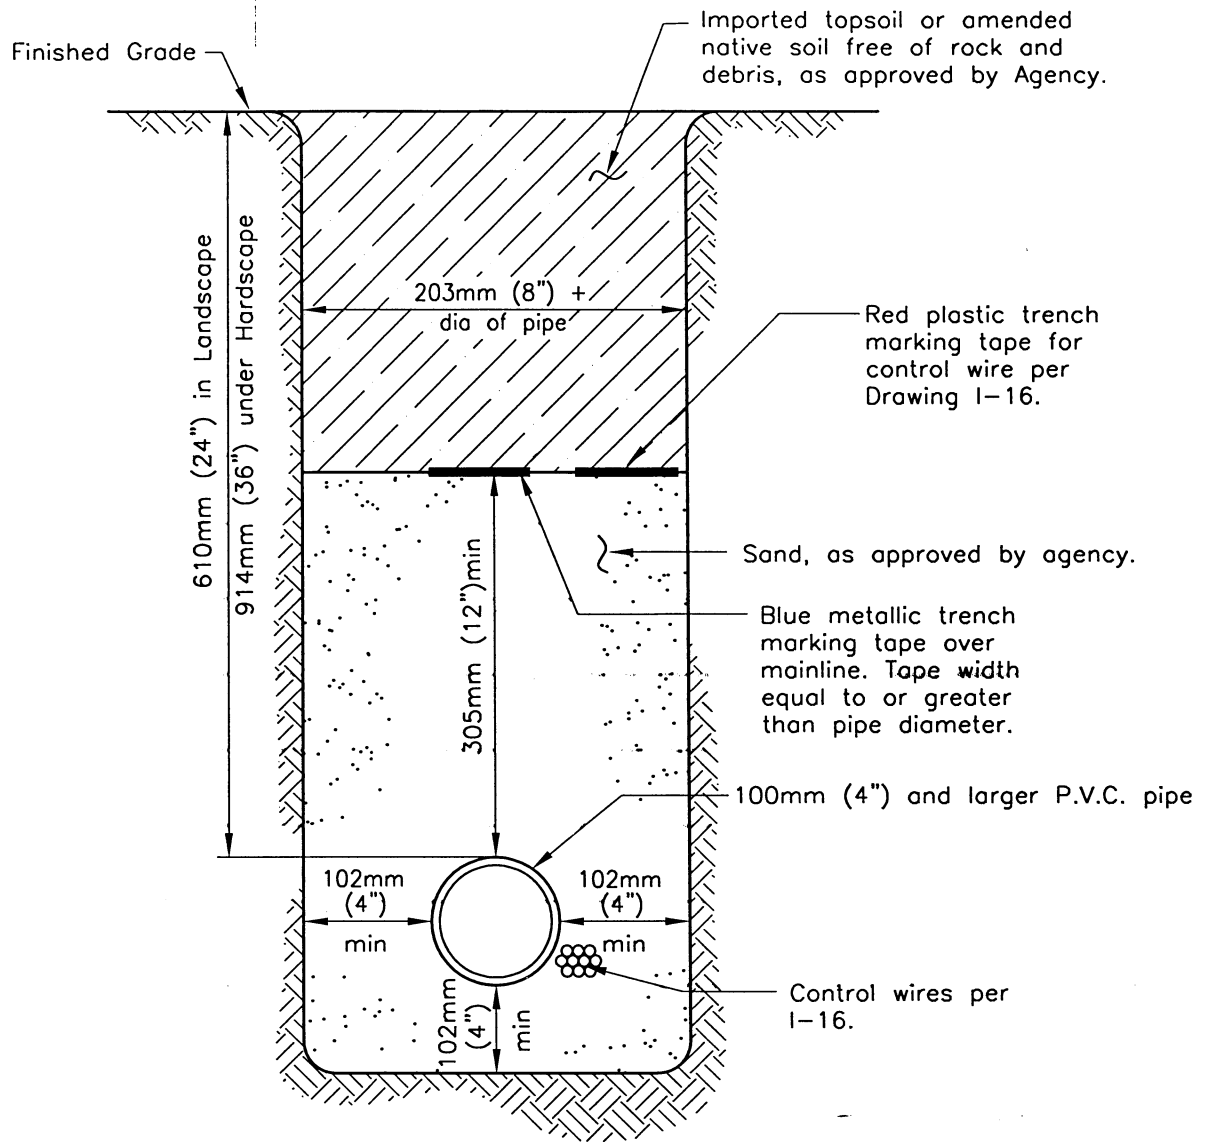 Imported topsoil or amended
native soil free of rock and
debris, as approved by Agency.
Finished Grade
610mm (24") in Landscape
914mm (36") under Hardscape
203mm (8") +
dia of pipe
Red plastic trench
marking tape for
control wire per
Drawing I-16.
305mm (12")min
Sand, as approved by agency.
Blue metallic trench
marking tape over
mainline. Tape width
equal to or greater
than pipe diameter.
100mm (4") and larger P.V.C. pipe
102mm
(4")
min
102mm
(4")
min
102mm
(4")
min
Control wires per
I-16.